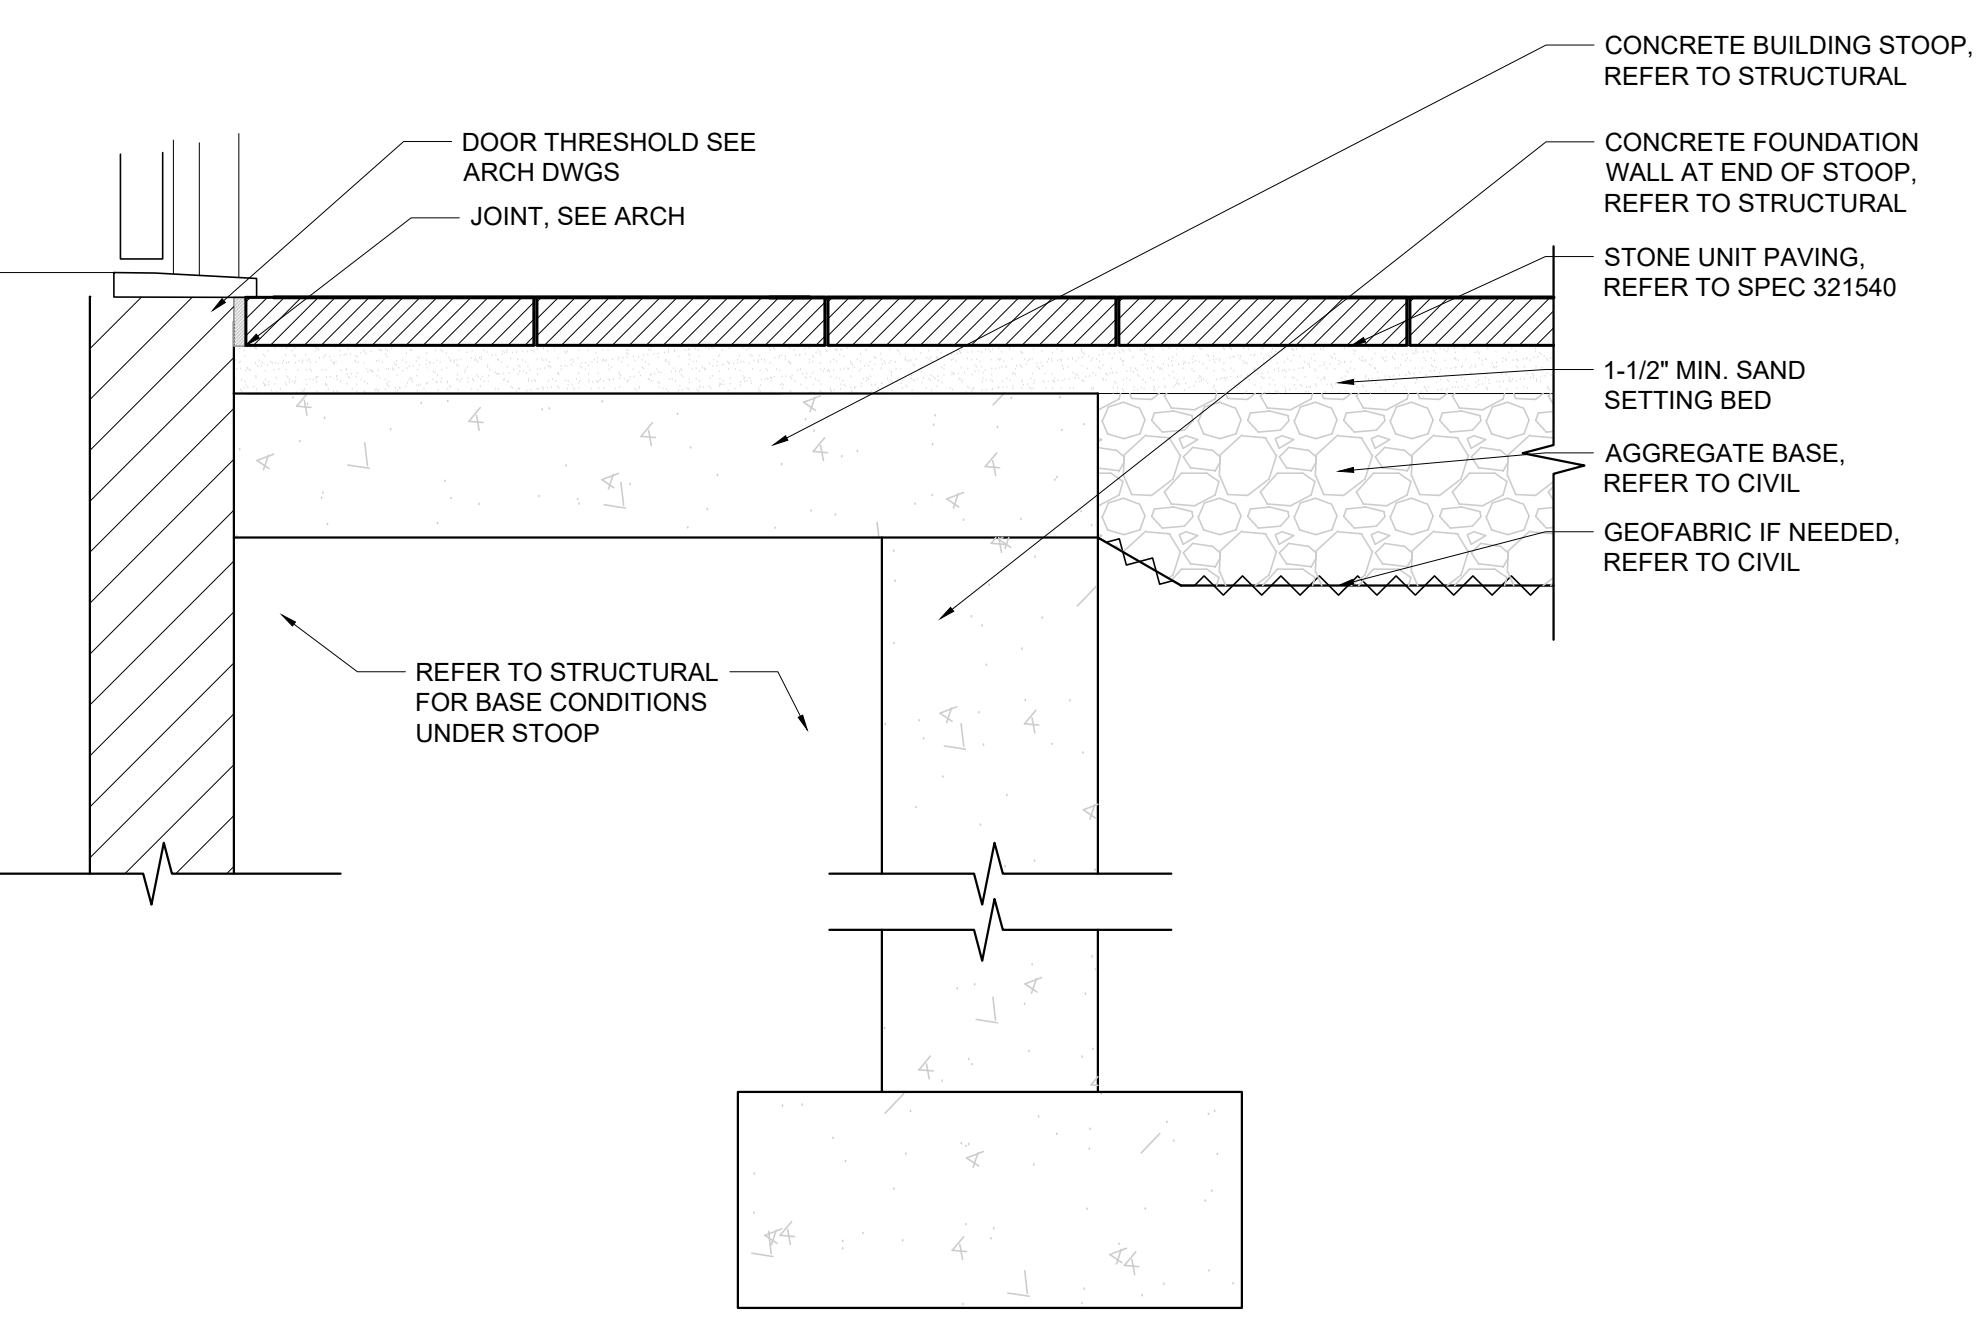 CONCRETE BUILDING STOOP,
REFER TO STRUCTURAL
DOOR THRESHOLD SEE
ARCH DWGS
CONCRETE FOUNDATION
WALL AT END OF STOOP,
REFER TO STRUCTURAL
JOINT, SEE ARCH
STONE UNIT PAVING,
REFER TO SPEC 321540
1-1/2" MIN. SAND
SETTING BED
AGGREGATE BASE,
REFER TO CIVIL
GEOFABRIC IF NEEDED,
REFER TO CIVIL
REFER TO STRUCTURAL
FOR BASE CONDITIONS
UNDER STOOP